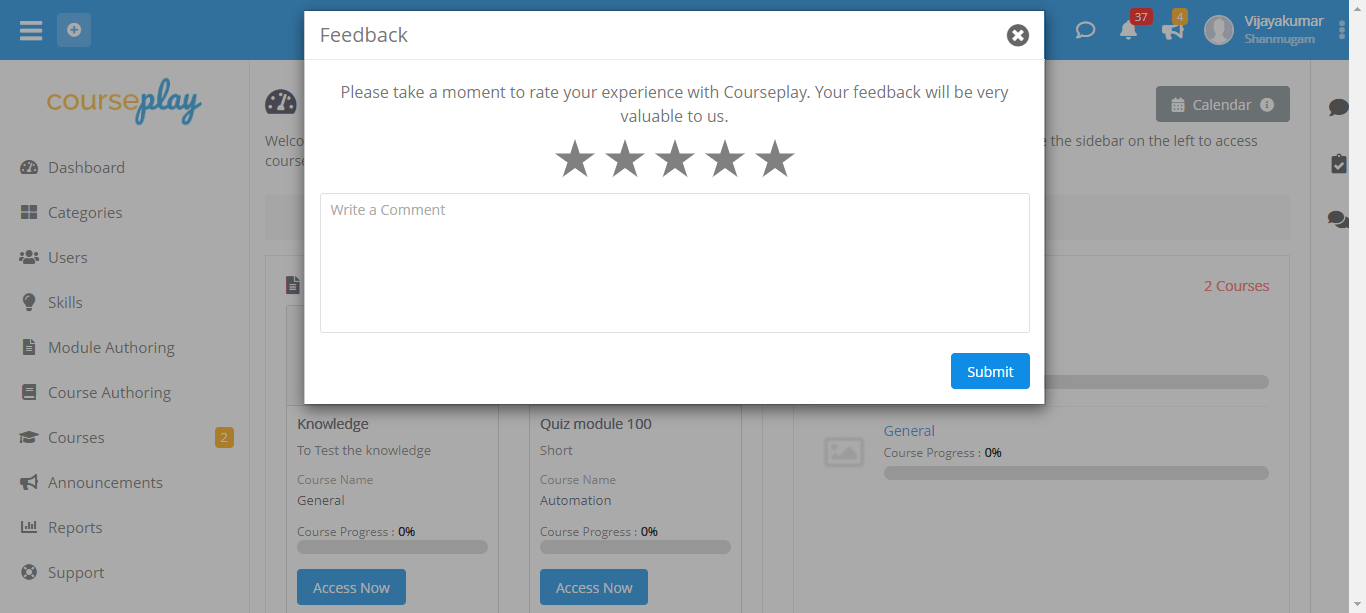 Feedback
37
4
Vijayakumar
Shanmugam
courseplay
Please take a moment to rate your experience with Courseplay. Your feedback will be very
valuable to us.
Calendar
Welco
the sidebar on the left to access
course
Write a Comment
Dashboard
Categories
Users
Skills
Module Authoring
Course Authoring
Courses
2
Announcements
Reports
Support
2 Courses
Submit
Knowledge
To Test the knowledge
Course Name
General
Course Progress : 0%
Access Now
Quiz module 100
Short
Course Name
Automation
Course Progress : 0%
Access Now
General
Course Progress : 0%